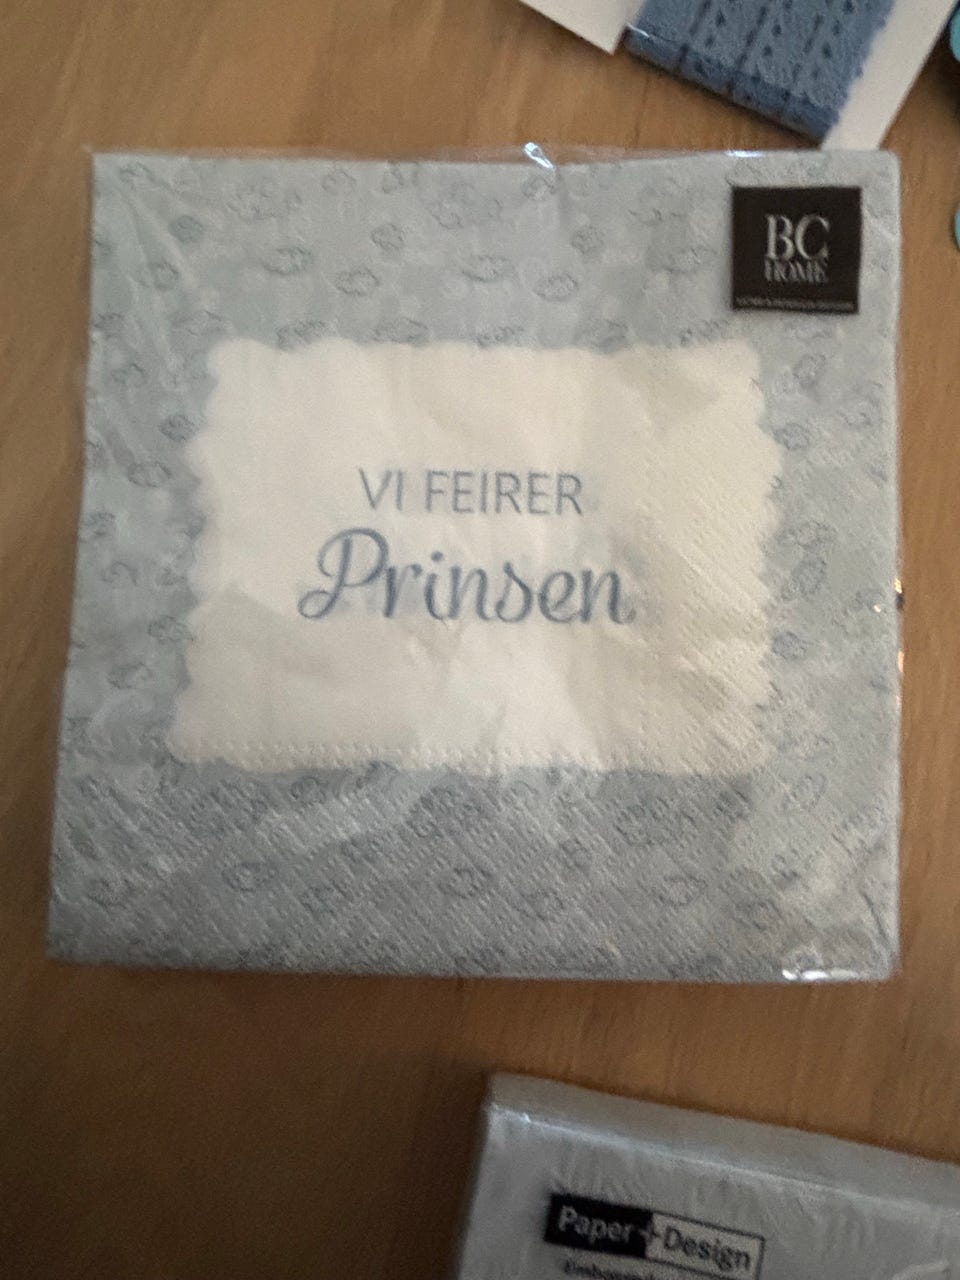 BC
HOME
VI FEIRER
Prinsen
Paper+Design